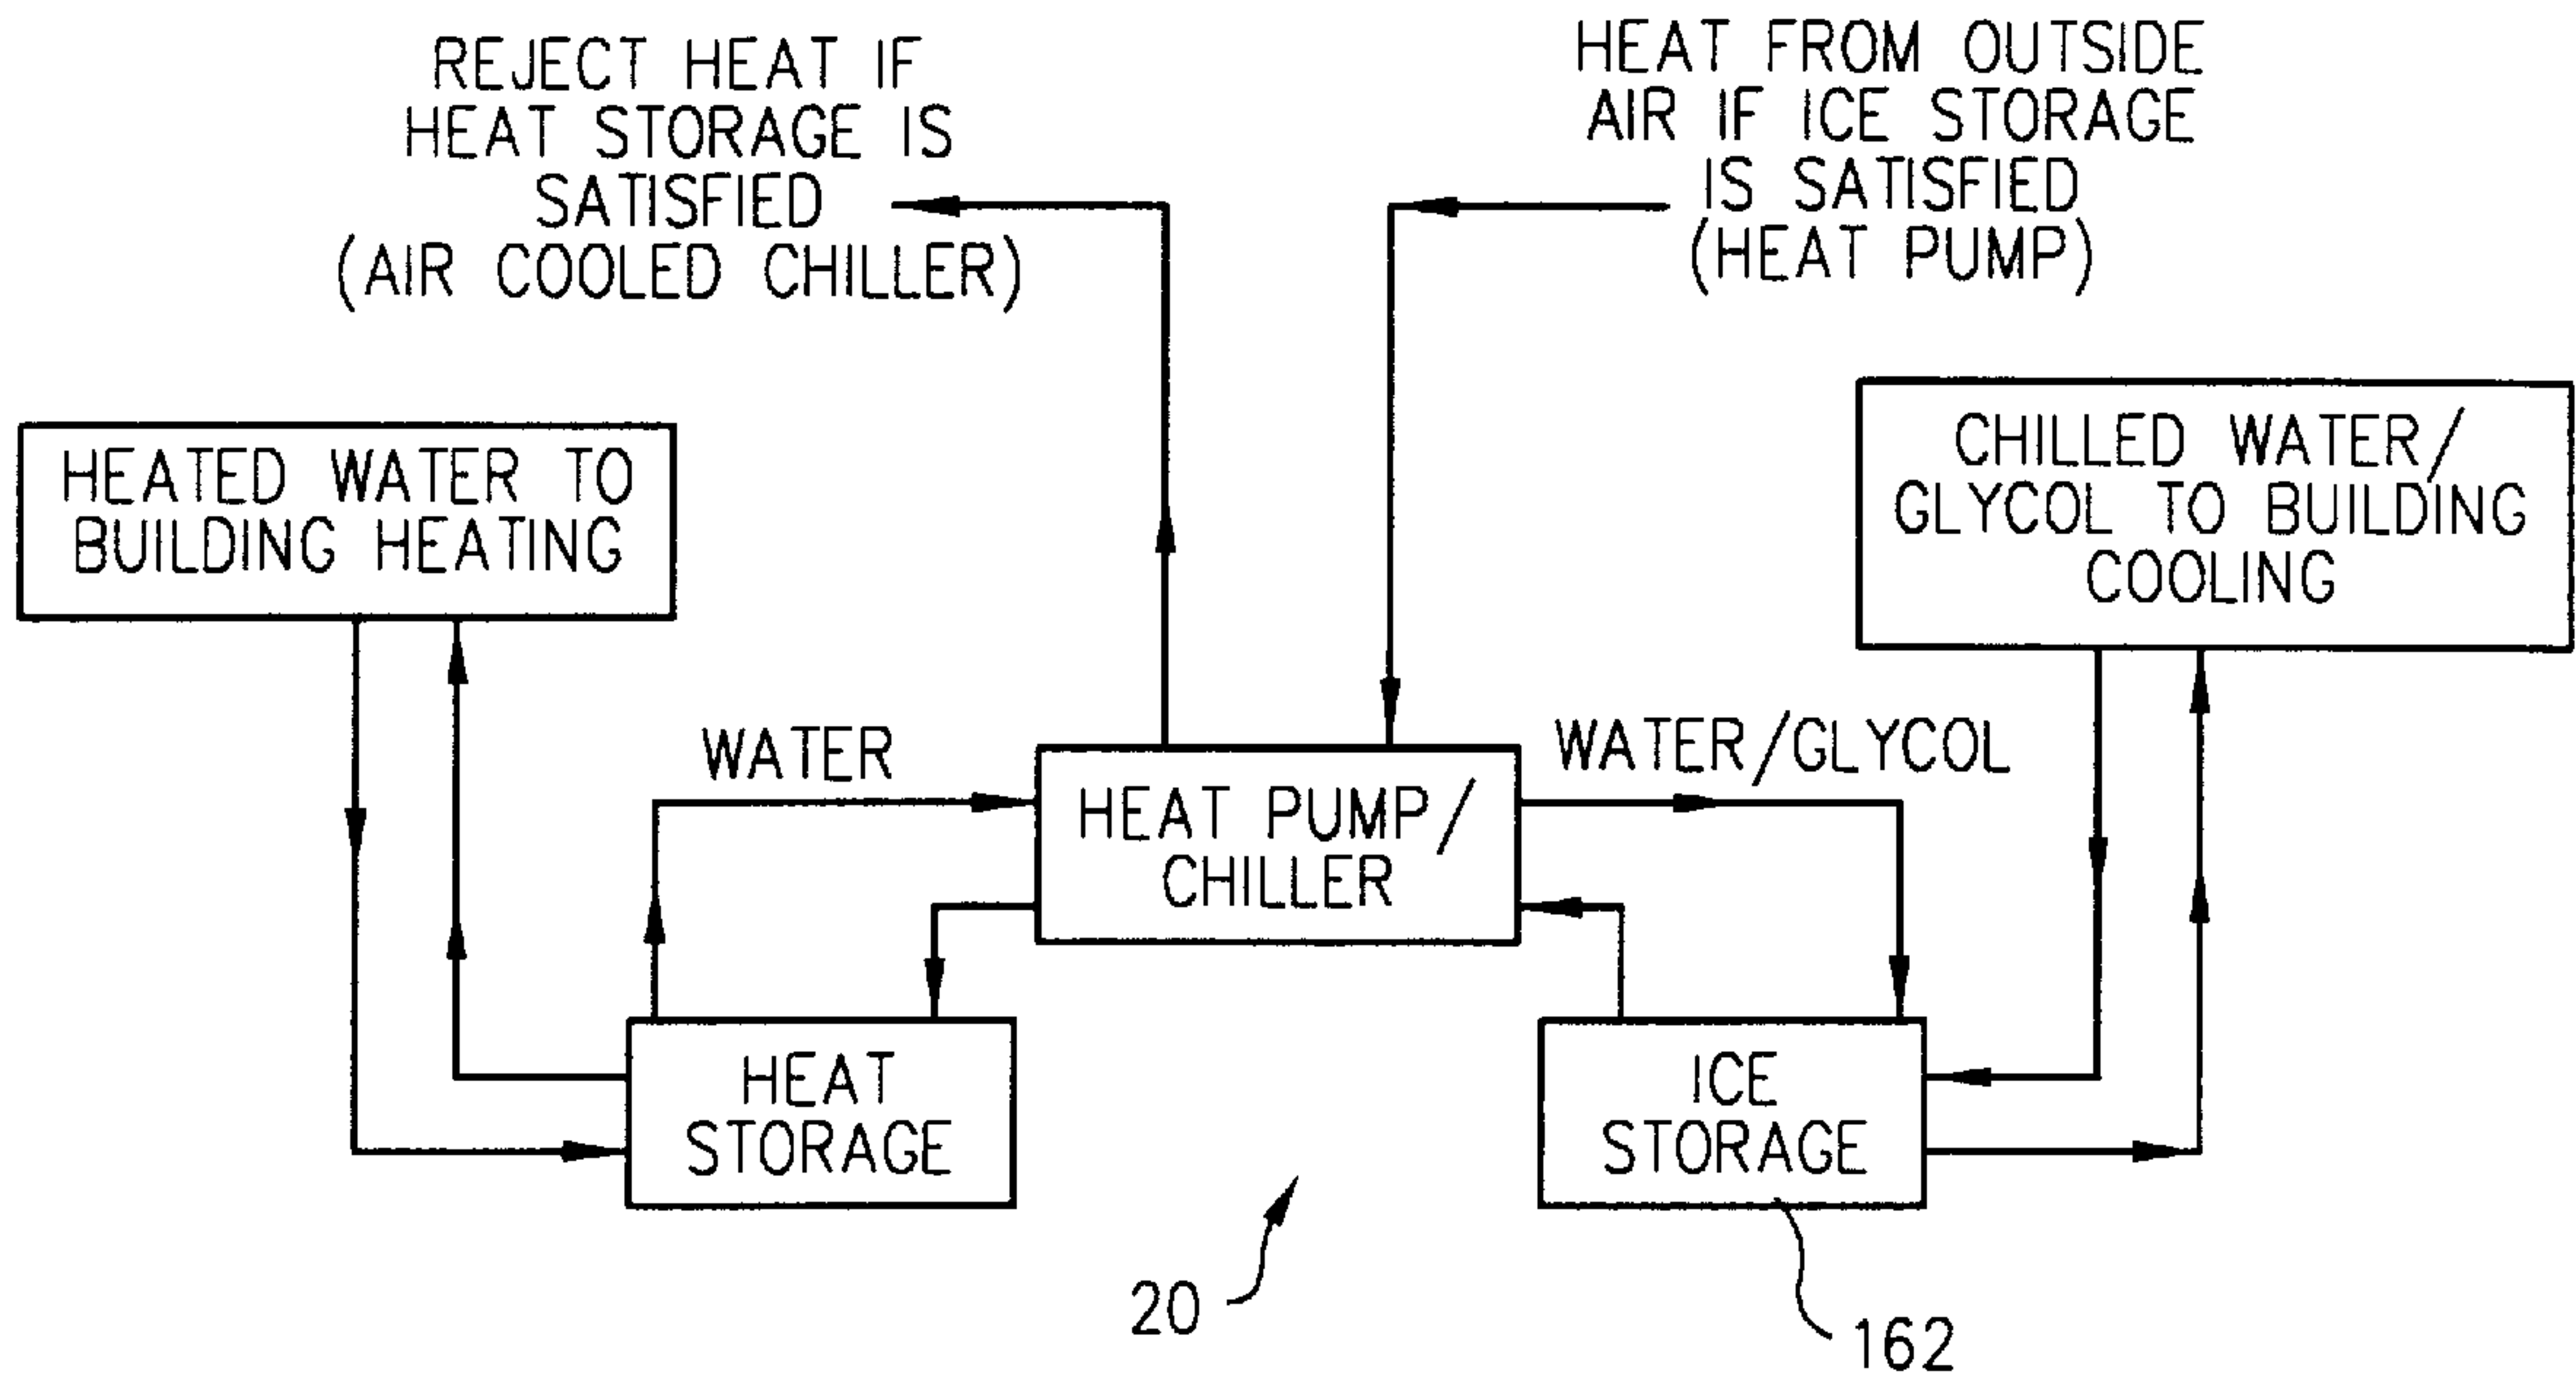 REJECT HEAT IF
HEAT STORAGE IS
SATISFIED
(AIR COOLED CHILLER)
HEAT FROM OUTSIDE
AIR IF ICE STORAGE
IS SATISFIED
(HEAT PUMP)
HEATED WATER TO
BUILDING HEATING
CHILLED WATER/
GLYCOL TO BUILDING
COOLING
WATER
HEAT PUMP/
CHILLER
WATER/GLYCOL
HEAT
STORAGE
ICE
STORAGE
20
162